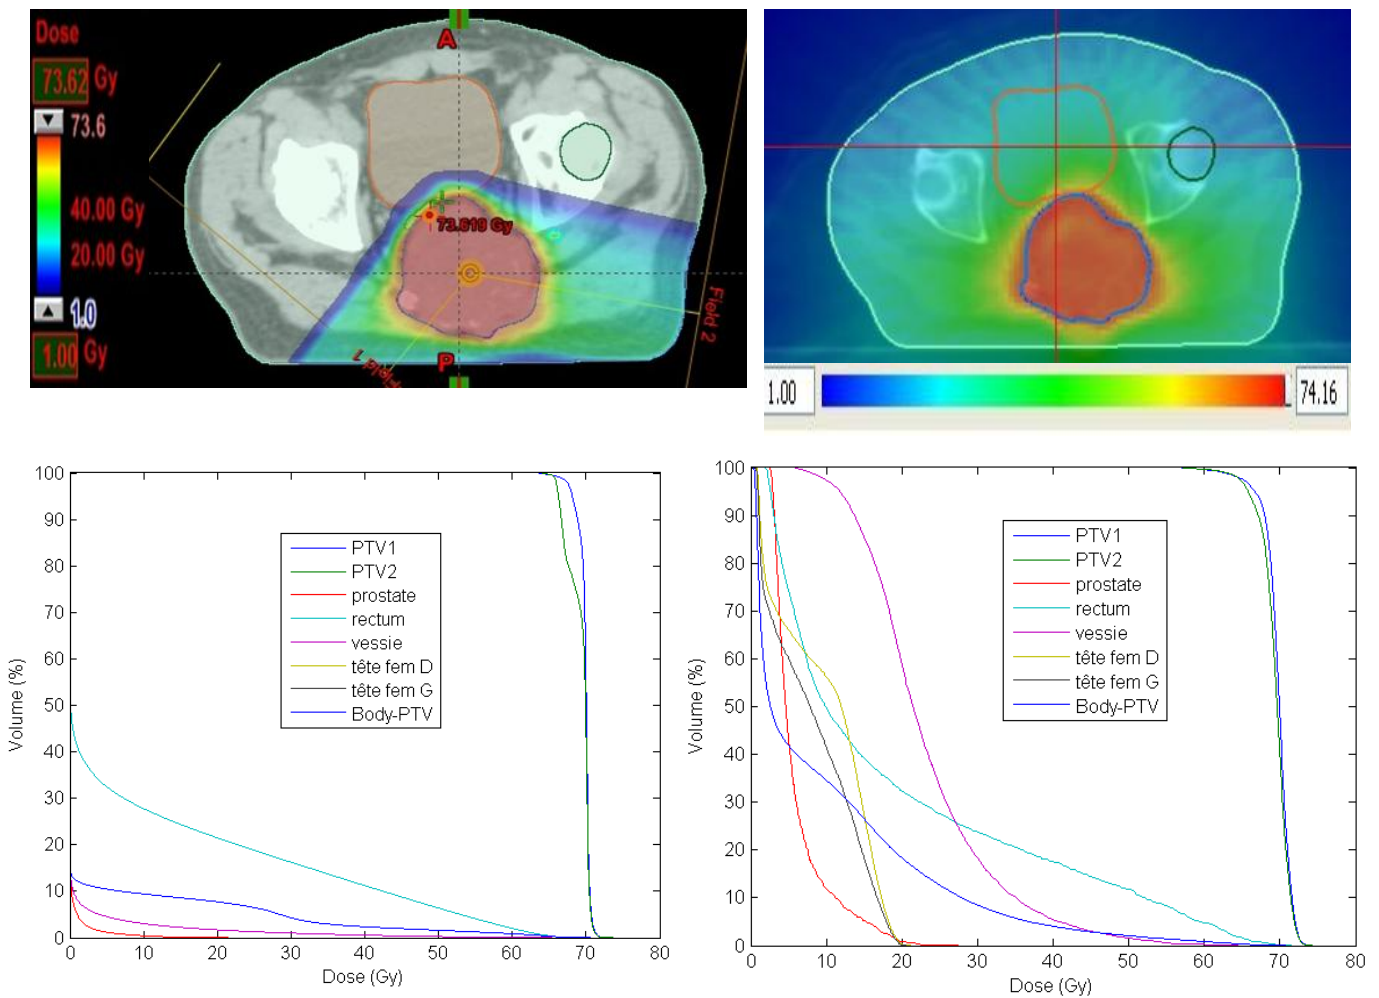 Dose
A
73.62 Gy
73.6
40.00 Gy
73.619 Gy
20.00 Gy
Field 2
1.0
1.00 Gy
Field 1
P
1.00
74.16
100
90
80
70
60
50
40
30
20
10
0
Volume (%)
PTV1
PTV2
prostate
rectum
vessie
tête fem D
tête fem G
Body-PTV
0 10 20 30 40 50 60 70 80
Dose (Gy)
100
90
80
70
60
50
40
30
20
10
0
Volume (%)
PTV1
PTV2
prostate
rectum
vessie
tête fem D
tête fem G
Body-PTV
0 10 20 30 40 50 60 70 80
Dose (Gy)